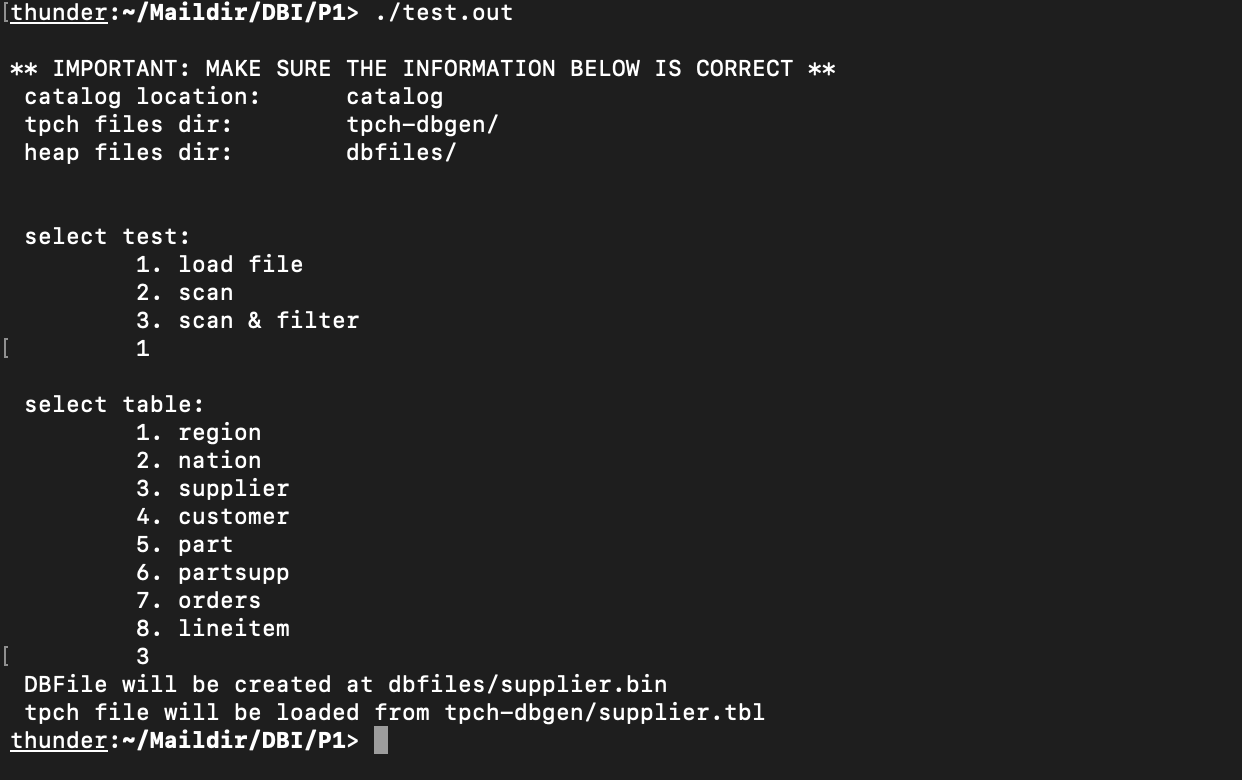 [thunder:~/Maildir/DBI/P1> ./test.out
** IMPORTANT: MAKE SURE THE INFORMATION BELOW IS CORRECT **
catalog location: catalog
tpch files dir: tpch-dbgen/
heap files dir: dbfiles/
select test:
1. load file
2. scan
3. scan & filter
[ 1
select table:
1. region
2. nation
3. supplier
4. customer
5. part
6. partsupp
7. orders
8. lineitem
[ 3
DBFile will be created at dbfiles/supplier.bin
tpch file will be loaded from tpch-dbgen/supplier.tbl
thunder:~/Maildir/DBI/P1>